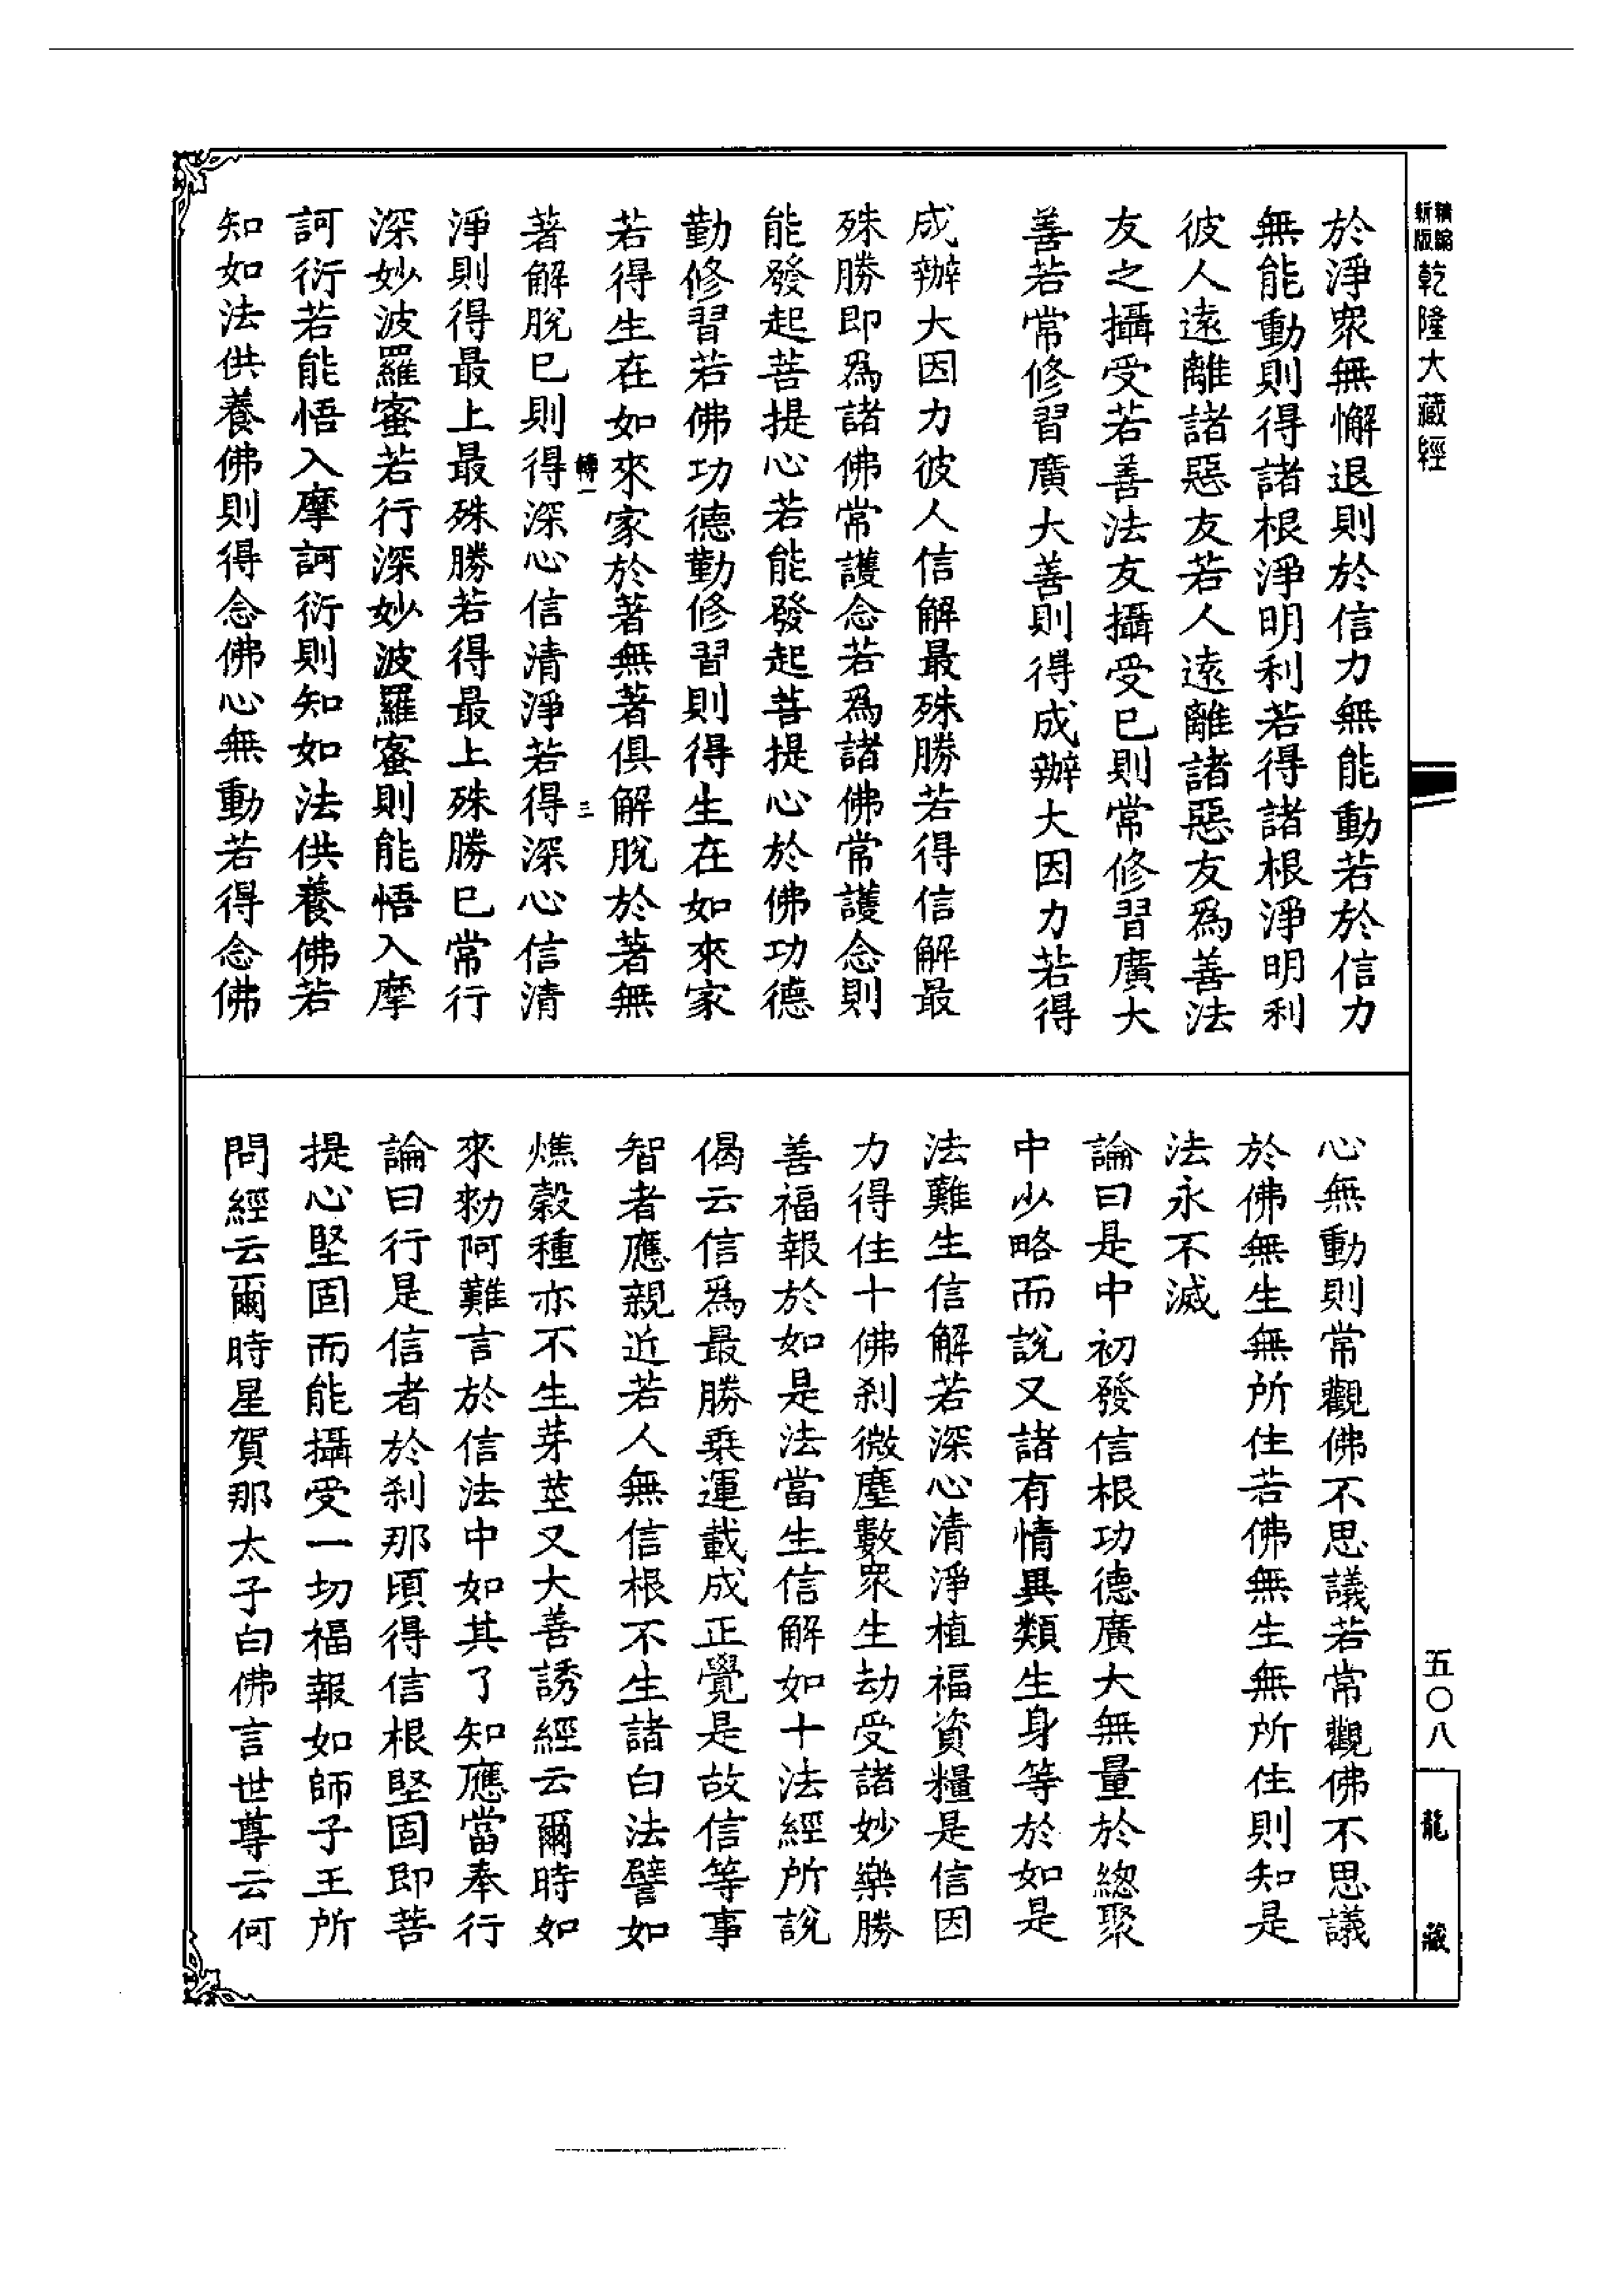 精縮新版乾隆大藏經
於淨衆無懈退則於信力無能動若於信力
無能動則得諸根淨明利若得諸根淨明利
彼人遠離諸惡友若人遠離諸惡友爲善法
友之攝受若善法友攝受已則常修習廣大
善若常修習廣大善則得成辦大因力若得
成辦大因力彼人信解最殊勝若得信解最
殊勝即爲諸佛常護念若爲諸佛常護念則
能發起菩提心若能發起菩提心於佛功德
勤修習若佛功德勤修習則得生在如來家
若得生在如來家於著無著俱解脫於著無
轉一 三
著解脫已則得深心信清淨若得深心信清
淨則得最上最殊勝若得最上殊勝已常行
深妙波羅蜜若行深妙波羅蜜則能悟入摩
訶衍若能悟入摩訶衍則知如法供養佛若
知如法供養佛則得念佛心無動若得念佛
心無動則常觀佛不思議若常觀佛不思議
於佛無生無所住若佛無生無所住則知是
法永不滅
論曰是中初發信根功德廣大無量於總聚
中少略而說又諸有情異類生身等於如是
法難生信解若深心清淨植福資糧是信因
力得住十佛刹微塵數衆生劫受諸妙樂勝
善福報於如是法當生信解如十法經所說
偈云信爲最勝乘運載成正覺是故信等事
智者應親近若人無信根不生諸白法譬如
燋穀種亦不生芽莖又大善誘經云爾時如
來勑阿難言於信法中如其了知應當奉行
論曰行是信者於刹那頃得信根堅固即菩
提心堅固而能攝受一切福報如師子王所
問經云爾時星賀那太子白佛言世尊云何
五〇八
龍藏